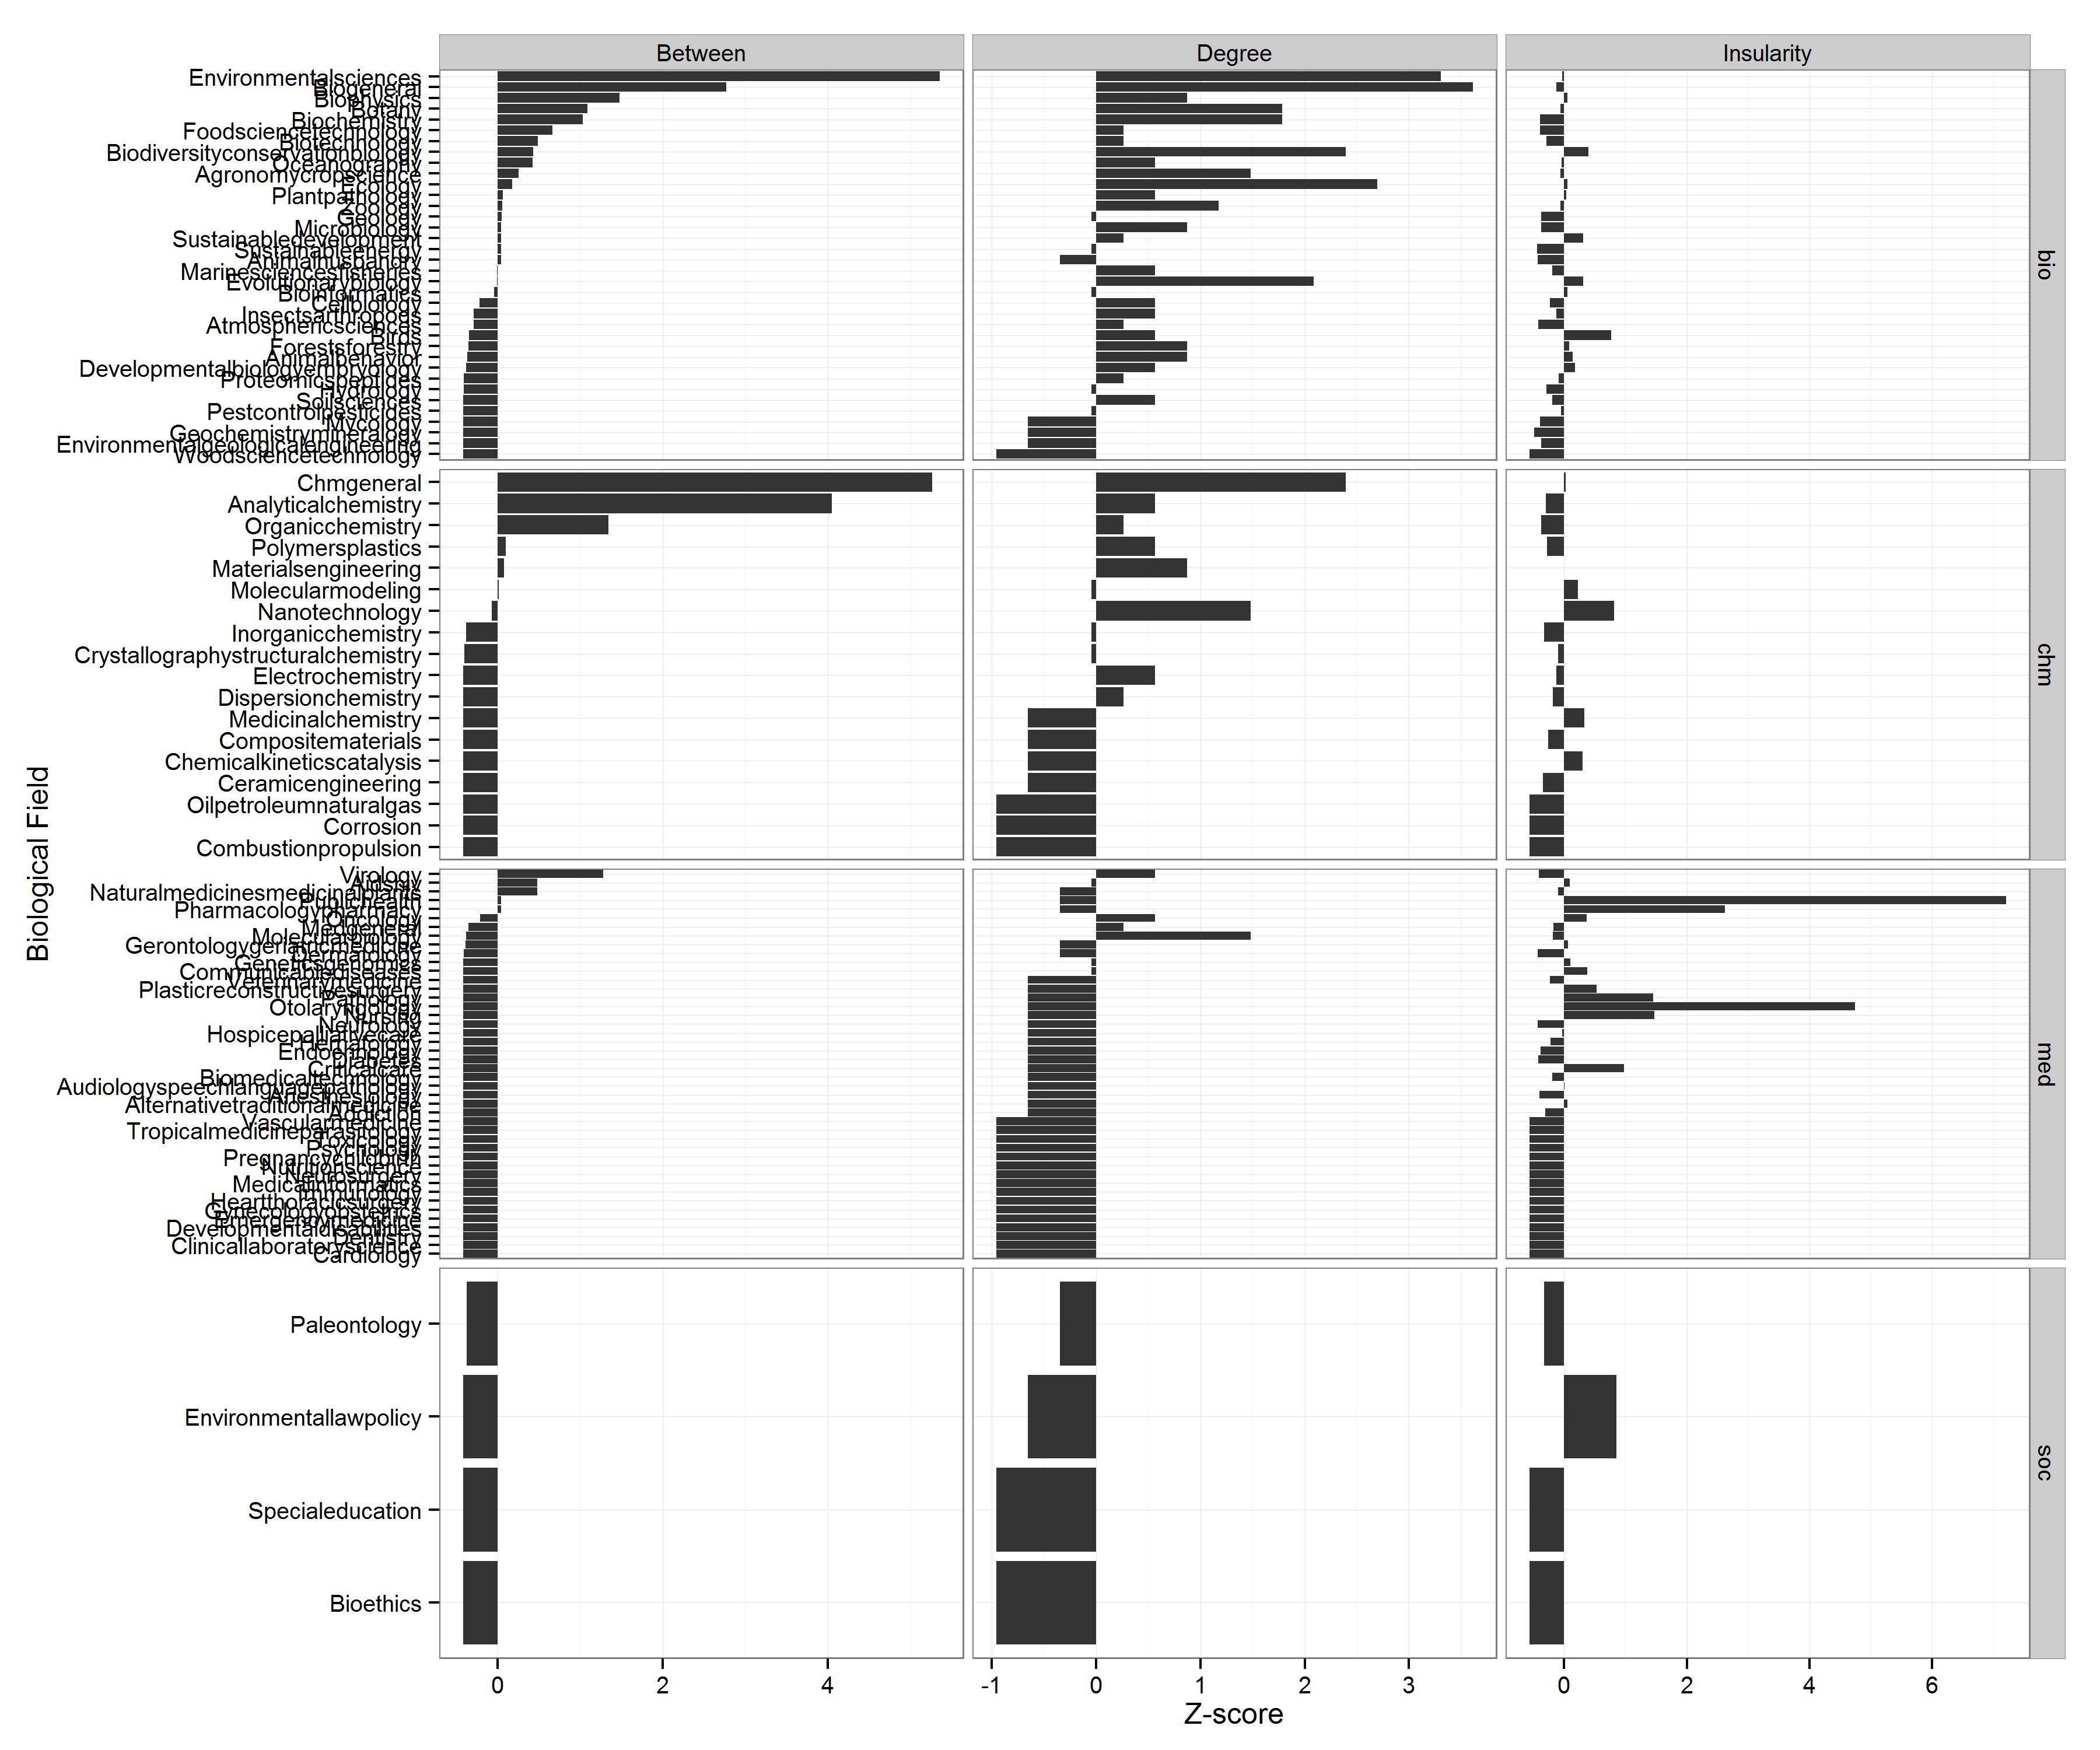 Between Degree Insularity
Environmentalsciences
Biogeneral
Biophysics
Botany
Biochemistry
Foodsciencetechnology
Biotechnology
Biodiversityconservationbiology
Oceanography
Agronomycropscience
Ecology
Plantpathology
Zoology
Geology
Microbiology
Sustainabledevelopment
Sustainableenergy
Animalhusbandry
Marinesciencesfisheries
Evolutionarybiology
Bioinformatics
Cellbiology
Insectsarthropods
Atmosphericsciences
Birds
Forestsforestry
Animalbehavior
Developmentalbiologyembryology
Proteomicspeptides
Hydrology
Soilsciences
Pestcontrolpesticides
Mycology
Geochemistrymineralogy
Environmentalgeologicalengineering
Woodsciencetechnology
bio
Chmgeneral
Analyticalchemistry
Organicchemistry
Polymersplastics
Materialsengineering
Molecularmodeling
Nanotechnology
Inorganicchemistry
Crystallographystructuralchemistry
Electrochemistry
Dispersionchemistry
Medicinalchemistry
Compositematerials
Chemicalkineticscatalysis
Ceramicengineering
Oilpetroleumnaturalgas
Corrosion
Combustionpropulsion
chm
Virology
Aidshiv
Naturalmedicinesmedicinalplants
Publichealth
Pharmacologypharmacy
Oncology
Medgeneral
Molecularbiology
Gerontologygeriatricmedicine
Dermatology
Geneticsgenomics
Communicablediseases
Veterinarymedicine
Plasticreconstructivesurgery
Pathology
Otolaryngology
Nursing
Neurology
Hospicepalliativecare
Hematology
Endocrinology
Diabetes
Criticalcare
Biomedicaltechnology
Audiologyspeechlanguagepathology
Anesthesiology
Alternativetraditionalmedicine
Addiction
Vascularmedicine
Tropicalmedicineparasitology
Toxicology
Psychology
Pregnancychildbirth
Nutritionscience
Neurosurgery
Medicalinformatics
Immunology
Heartthoracicsurgery
Gynecologyobstetrics
Emergencymedicine
Developmentaldisabilities
Dentistry
Clinicallaboratoryscience
Cardiology
med
Paleontology
Environmentallawpolicy
Specialeducation
Bioethics
soc
0 2 4 -1 0 1 2 3 0 2 4 6
Z-score
Biological Field